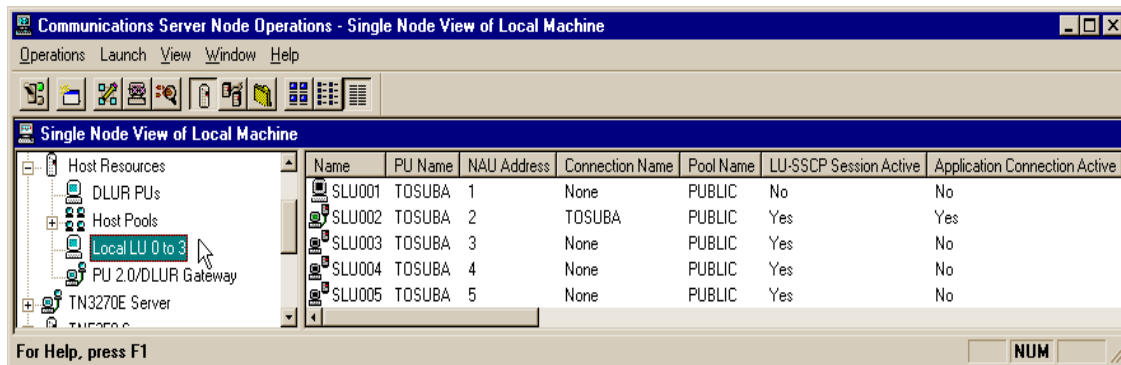 Communications Server Node Operations - Single Node View of Local Machine
Operations Launch View Window Help
Single Node View of Local Machine
Host Resources
DLUR PUs
Host Pools
Local LU 0 to 3
PU 2.0/DLUR Gateway
TN3270E Server
Name PU Name NAU Address Connection Name Pool Name LU-SSCP Session Active Application Connection Active
SLU001 TOSUBA 1 None PUBLIC No No
SLU002 TOSUBA 2 TOSUBA PUBLIC Yes Yes
SLU003 TOSUBA 3 None PUBLIC Yes No
SLU004 TOSUBA 4 None PUBLIC Yes No
SLU005 TOSUBA 5 None PUBLIC Yes No
For Help, press F1
NUM